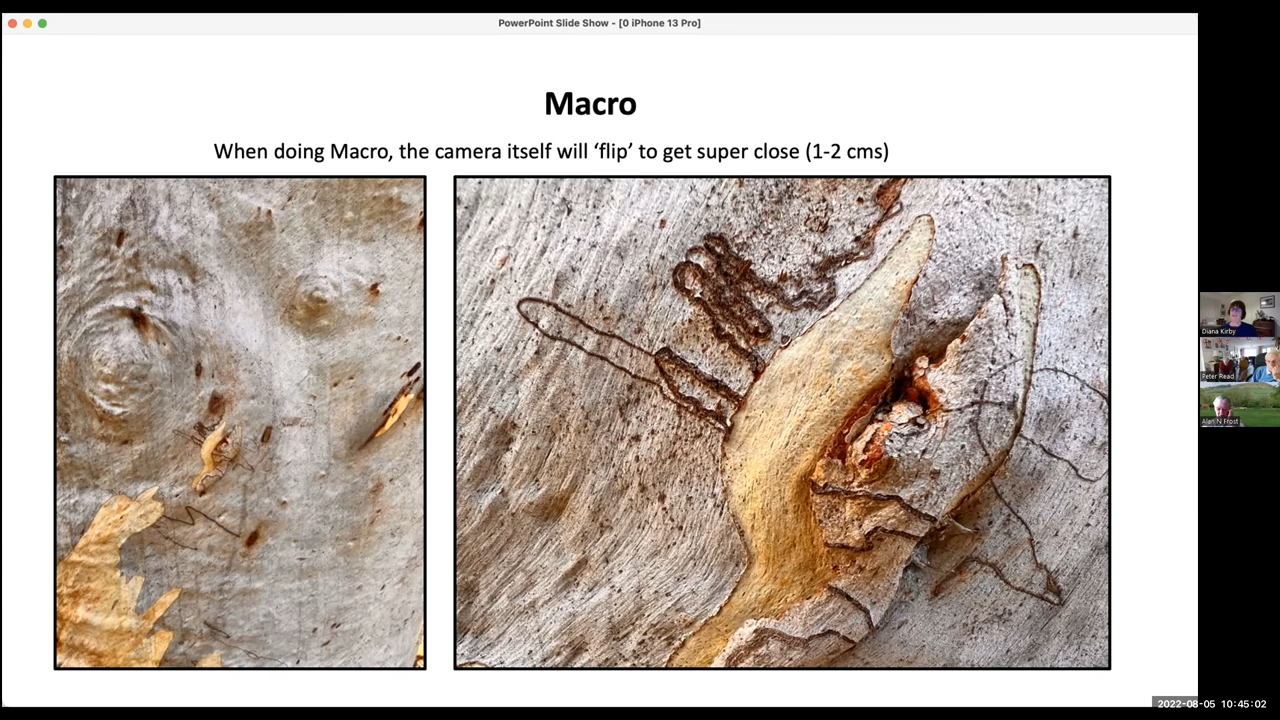 PowerPoint Slide Show - [0 iPhone 13 Pro]
Macro
When doing Macro, the camera itself will ‘flip’ to get super close (1-2 cms)
Diana Kirby
Peter Read
Alan N Frost
2022-08-05 10:45:02